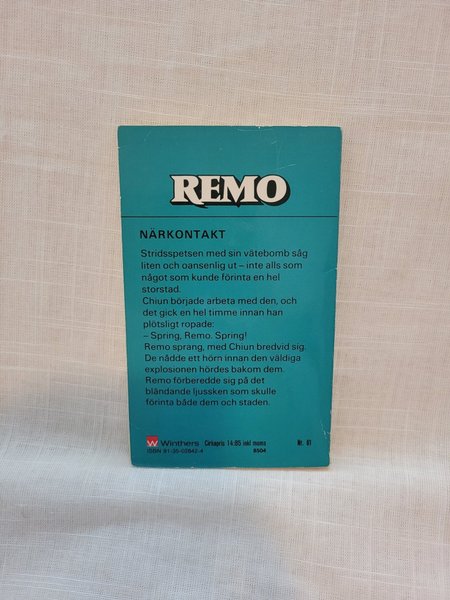 REMO
NÄRKONTAKT
Stridsspetsen med sin vätebomb såg
liten och oansenlig ut – inte alls som
något som kunde förinta en hel
storstad.
Chiun började arbeta med den, och
det gick en hel timme innan han
plötsligt ropade:
– Spring, Remo. Spring!
Remo sprang, med Chiun bredvid sig.
De nådde ett hörn innan den väldiga
explosionen hördes bakom dem.
Remo förberedde sig på det
bländande ljussken som skulle
förinta både dem och staden.
W Winthers Cirkapris 14:85 inkl moms Nr. 61
ISBN 91-35-02842-4 8504